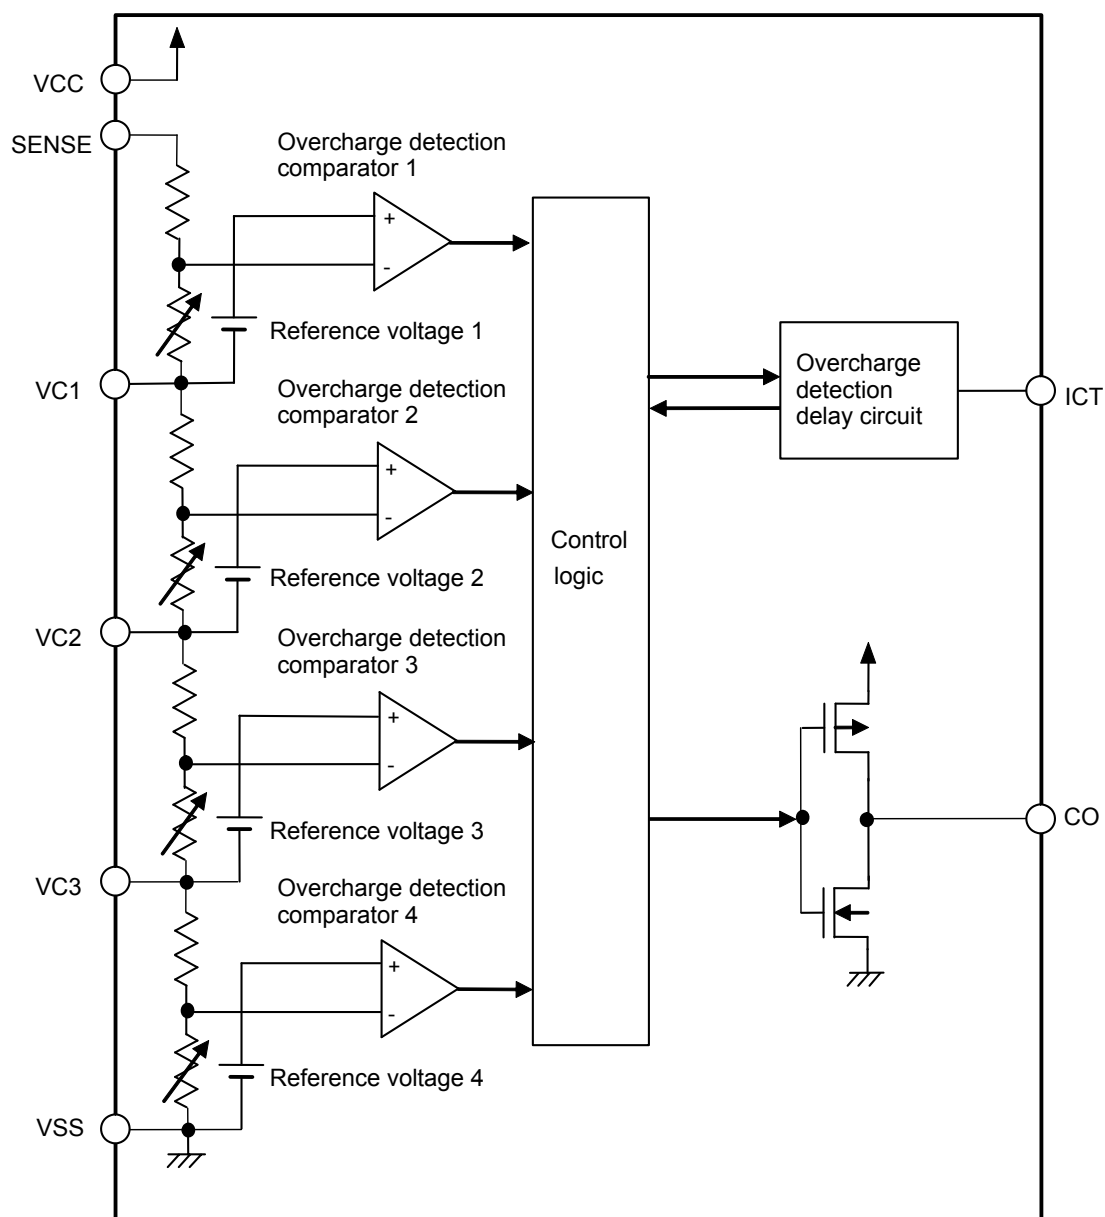 VCC
SENSE
Overcharge detection
comparator 1
+
-
Reference voltage 1
VC1
Overcharge detection
comparator 2
+
-
Reference voltage 2
VC2
Overcharge detection
comparator 3
+
-
Reference voltage 3
VC3
Overcharge detection
comparator 4
+
-
Reference voltage 4
VSS
Control
logic
Overcharge
detection
delay circuit
ICT
CO